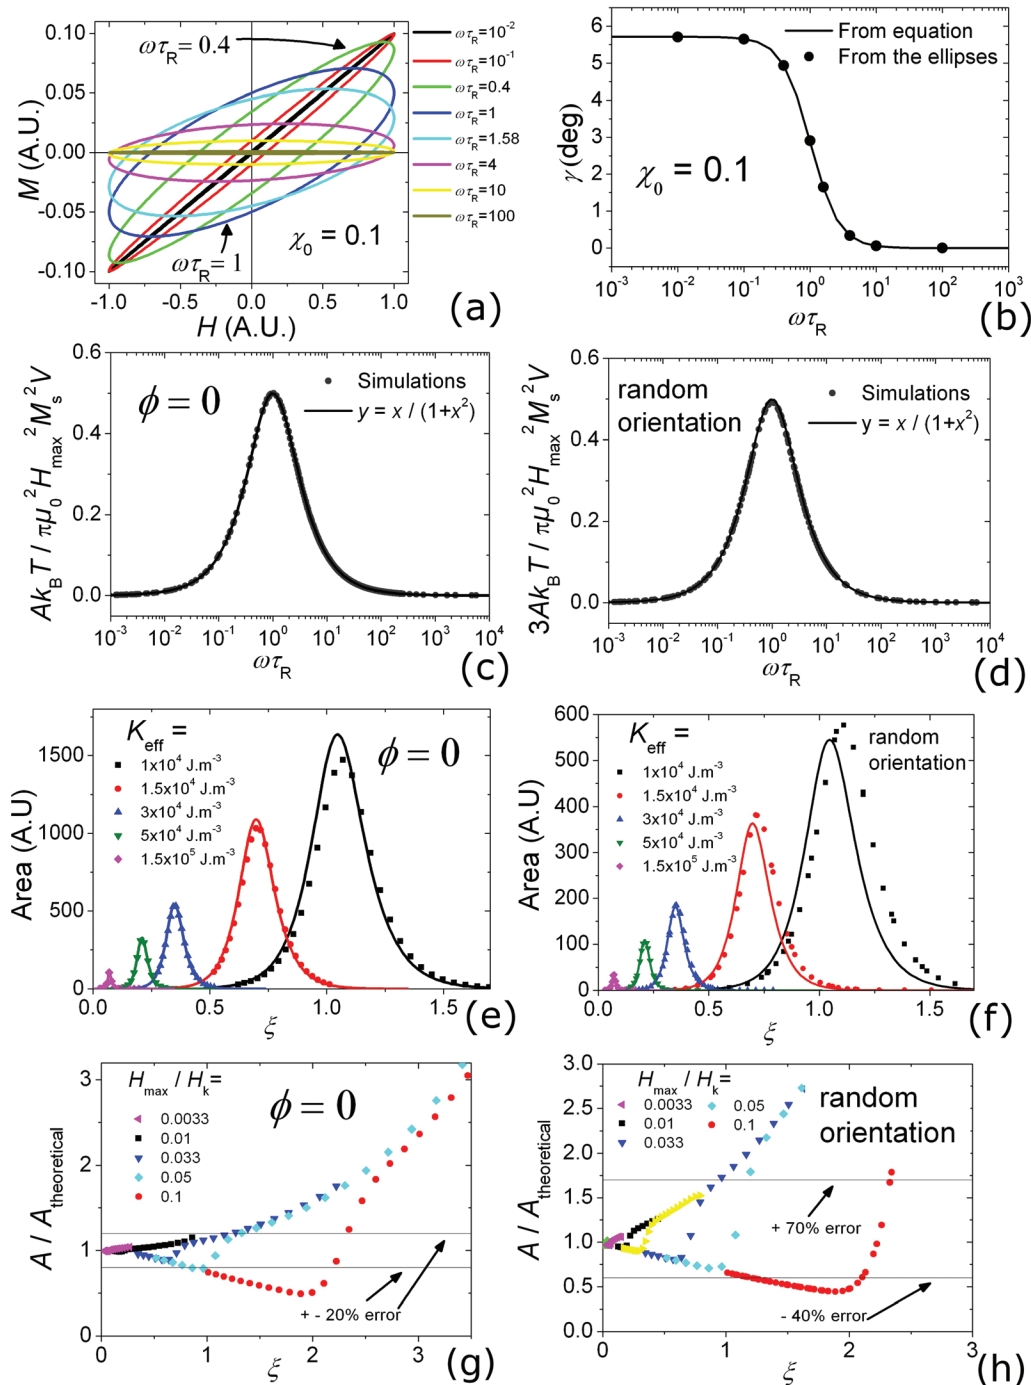 0.10
0.05
0.00
-0.05
-0.10
M (A.U.)
ωτR= 0.4
ωτR= 1
χ0 = 0.1
-1.0 -0.5 0.0 0.5 1.0
H (A.U.)
(a)
ωτR=10-2
ωτR=10-1
ωτR=0.4
ωτR=1
ωτR=1.58
ωτR=4
ωτR=10
ωτR=100
6
5
4
3
2
1
0
γ (deg)
From equation
From the ellipses
χ0 = 0.1
10-3 10-2 10-1 100 101 102 103
ωτR
(b)
0.6
0.4
0.2
0.0
AkBT / πμ02Hmax2Ms2V
ϕ = 0
Simulations
y = x / (1+x2)
10-3 10-2 10-1 100 101 102 103 104
ωτR
(c)
0.6
0.4
0.2
0.0
3AkBT / πμ02Hmax2Ms2V
random
orientation
Simulations
y = x / (1+x2)
10-3 10-2 10-1 100 101 102 103 104
ωτR
(d)
1500
1000
500
0
Area (A.U)
Keff =
1x104 J.m-3
1.5x104 J.m-3
3x104 J.m-3
5x104 J.m-3
1.5x105 J.m-3
ϕ = 0
0.0 0.5 1.0 1.5
ξ
(e)
600
500
400
300
200
100
0
Area (A.U)
Keff =
1x104 J.m-3
1.5x104 J.m-3
3x104 J.m-3
5x104 J.m-3
1.5x105 J.m-3
random
orientation
0.0 0.5 1.0 1.5
ξ
(f)
3
2
1
0
A / Atheoretical
Hmax / Hk=
0.0033
0.01
0.033
0.05
0.1
ϕ = 0
+ - 20% error
0 1 2 3
ξ
(g)
3.0
2.5
2.0
1.5
1.0
0.5
0.0
A / Atheoretical
Hmax / Hk=
0.0033 0.05
0.01 0.1
0.033
random
orientation
+ 70% error
- 40% error
0 1 2 3
ξ
(h)